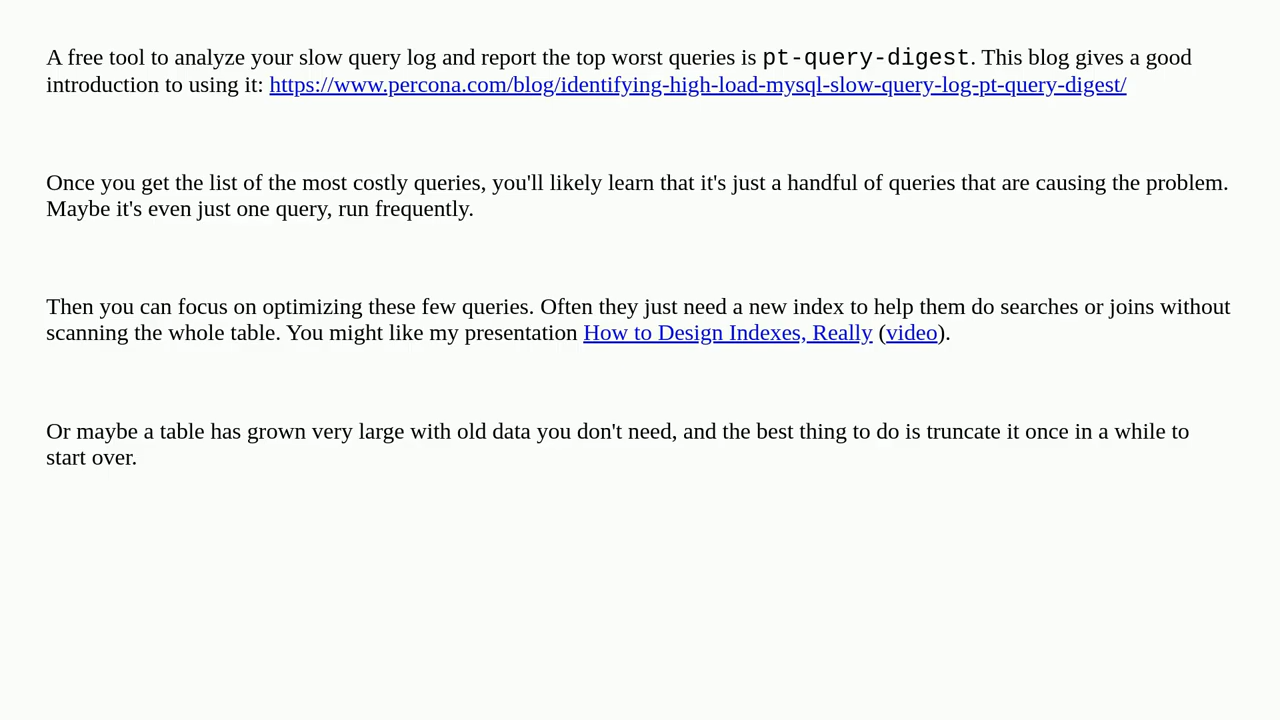 A free tool to analyze your slow query log and report the top worst queries is pt-query-digest. This blog gives a good
introduction to using it: https://www.percona.com/blog/identifying-high-load-mysql-slow-query-log-pt-query-digest/
Once you get the list of the most costly queries, you'll likely learn that it's just a handful of queries that are causing the problem.
Maybe it's even just one query, run frequently.
Then you can focus on optimizing these few queries. Often they just need a new index to help them do searches or joins without
scanning the whole table. You might like my presentation How to Design Indexes, Really (video).
Or maybe a table has grown very large with old data you don't need, and the best thing to do is truncate it once in a while to
start over.